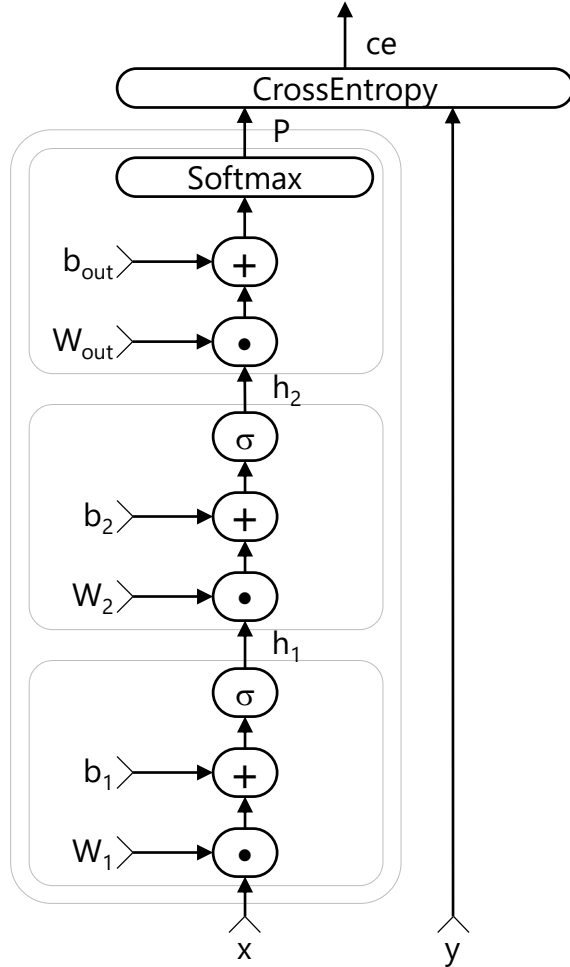 ce
CrossEntropy
P
Softmax
b_out
+
W_out
•
h_2
σ
b_2
+
W_2
•
h_1
σ
b_1
+
W_1
•
x
y